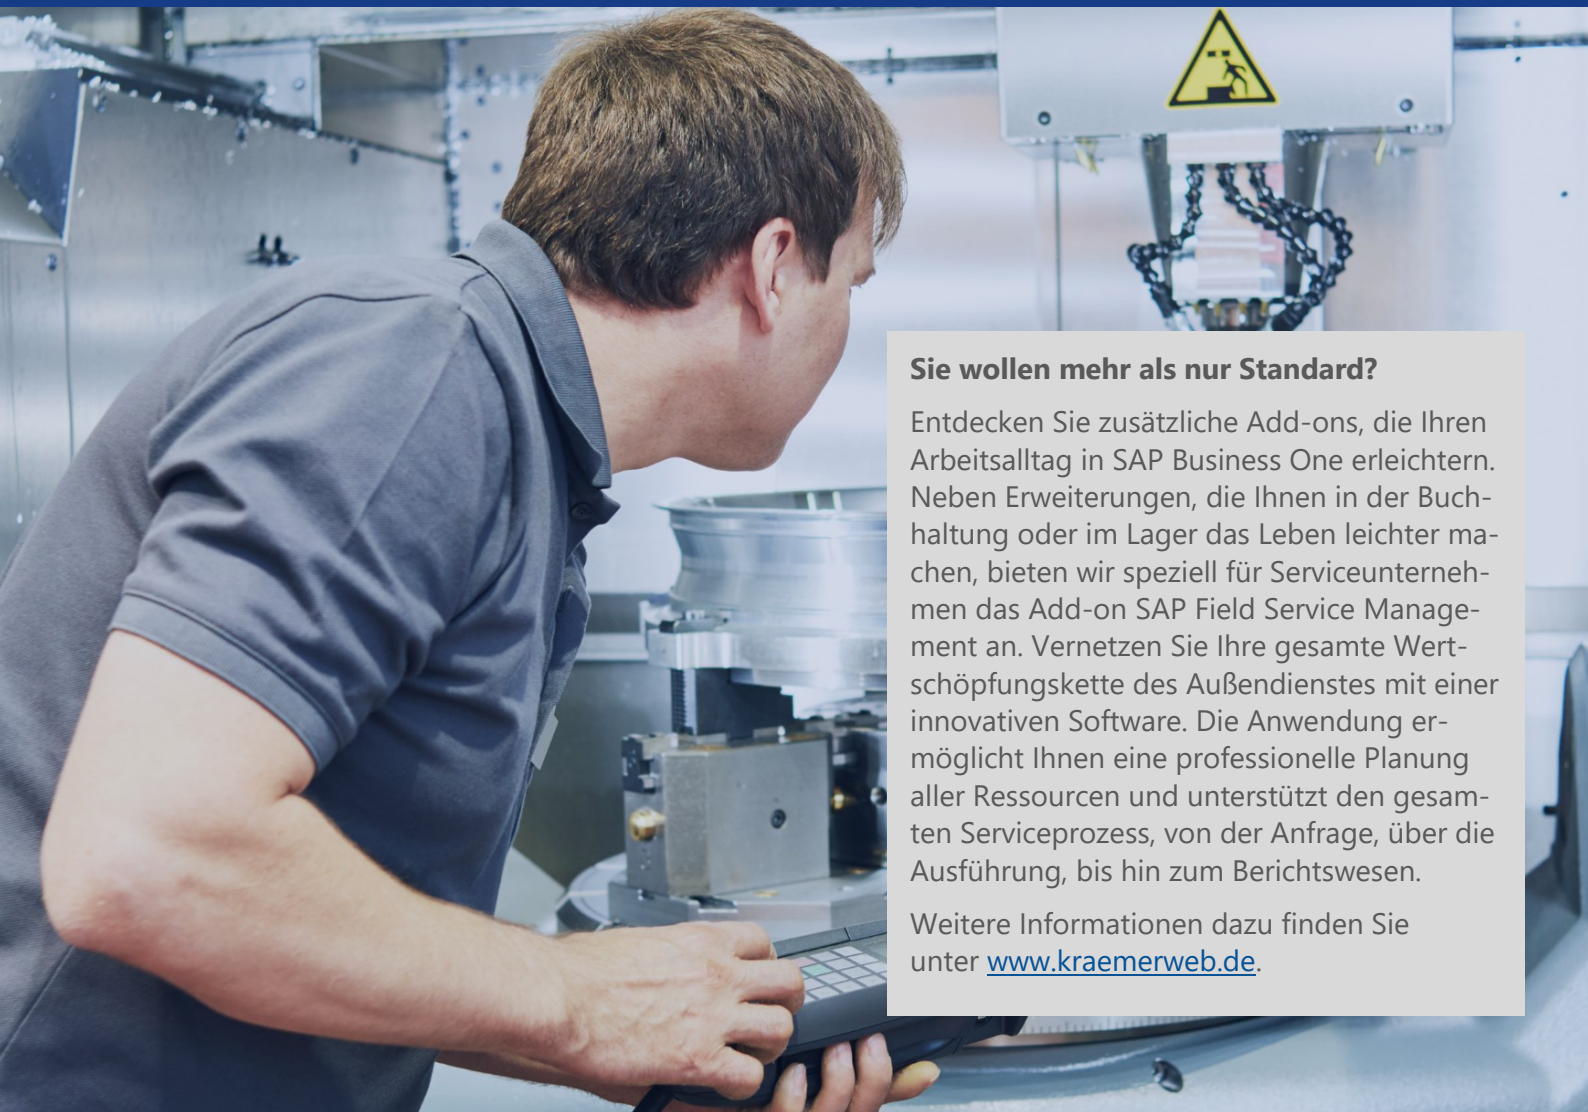 Sie wollen mehr als nur Standard?
Entdecken Sie zusätzliche Add-ons, die Ihren
Arbeitsalltag in SAP Business One erleichtern.
Neben Erweiterungen, die Ihnen in der Buch-
haltung oder im Lager das Leben leichter ma-
chen, bieten wir speziell für Serviceunterneh-
men das Add-on SAP Field Service Manage-
ment an. Vernetzen Sie Ihre gesamte Wert-
schöpfungskette des Außendienstes mit einer
innovativen Software. Die Anwendung er-
möglicht Ihnen eine professionelle Planung
aller Ressourcen und unterstützt den gesam-
ten Serviceprozess, von der Anfrage, über die
Ausführung, bis hin zum Berichtswesen.
Weitere Informationen dazu finden Sie
unter www.kraemerweb.de.